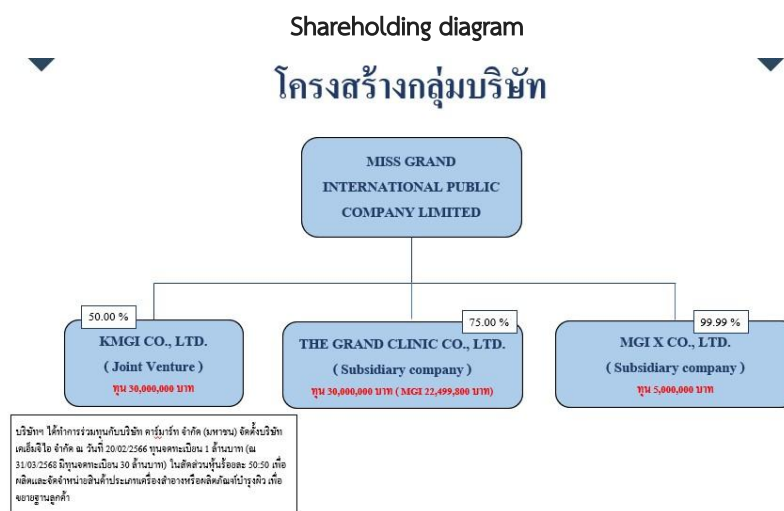 Shareholding diagram
โครงสร้างกลุ่มบริษัท
MISS GRAND
INTERNATIONAL PUBLIC
COMPANY LIMITED
50.00 %
KMGI CO., LTD.
( Joint Venture )
ทุน 30,000,000 บาท
75.00 %
THE GRAND CLINIC CO., LTD.
( Subsidiary company )
ทุน 30,000,000 บาท ( MGI 22,499,800 บาท)
99.99 %
MGI X CO., LTD.
( Subsidiary company )
ทุน 5,000,000 บาท
บริษัทฯ ได้ทำการร่วมทุนกับบริษัท คาร์มาร์ท จำกัด (มหาชน) จัดตั้งบริษัท
เคเอ็มจีไอ จำกัด ณ วันที่ 20/02/2566 ทุนจดทะเบียน 1 ล้านบาท (ณ
31/03/2568 มีทุนจดทะเบียน 30 ล้านบาท) ในสัดส่วนหุ้นร้อยละ 50:50 เพื่อ
ผลิตและจัดจำหน่ายสินค้าประเภทเครื่องสำอางหรือผลิตภัณฑ์บำรุงผิว เพื่อ
ขยายฐานลูกค้า